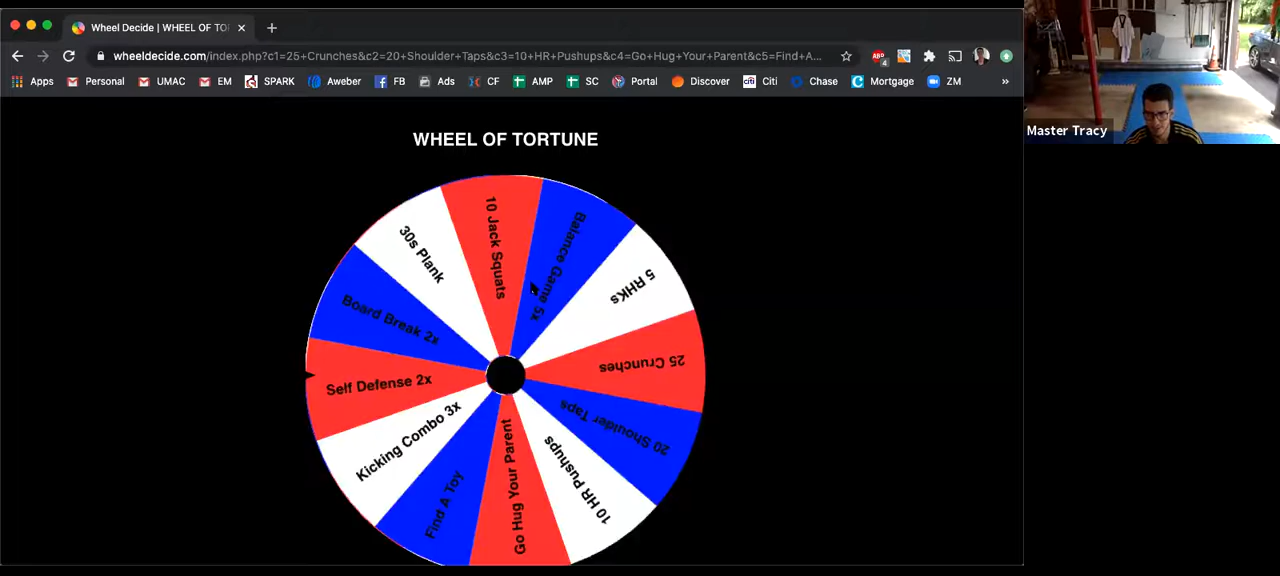 Wheel Decide | WHEEL OF TOR
wheeldecide.com/index.php?c1=25+Crunches&c2=20+Shoulder+Taps&c3=10+HR+Pushups&c4=Go+Hug+Your+Parent&c5=Find+A...
ABP
4
Apps Personal UMAC EM SPARK Aweber FB Ads CF AMP SC Portal Discover citi Citi Chase Mortgage ZM »
Master Tracy
WHEEL OF TORTUNE
10 Jack Squats
Balance Game 5x
5 RHKs
25 Crunches
20 Shoulder Taps
10 HR Pushups
Go Hug Your Parent
Find A Toy
Kicking Combo 3x
Self Defense 2x
Board Break 2x
30s Plank